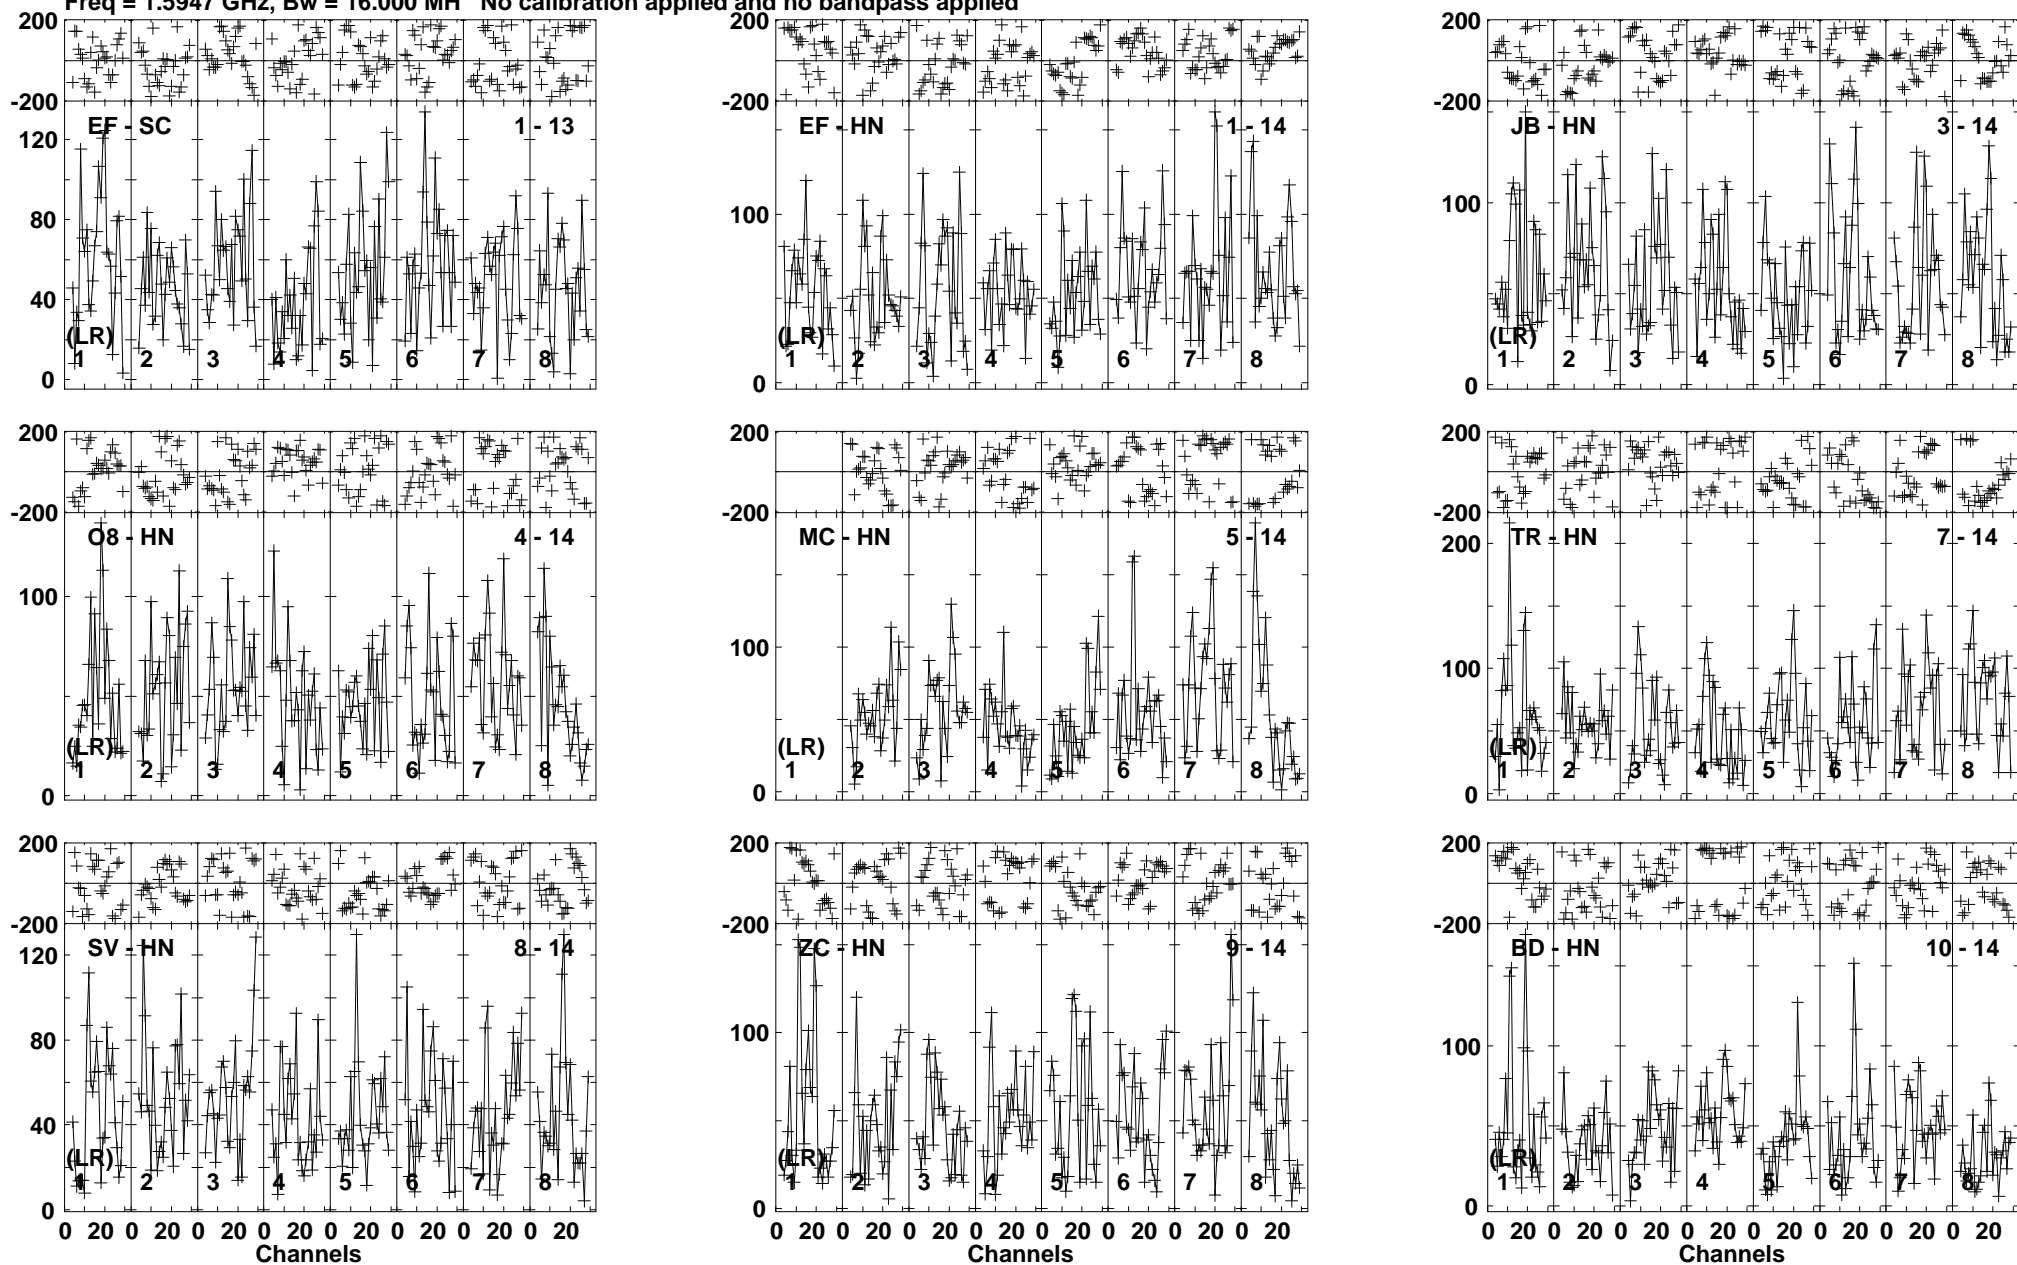 Freq = 1.5947 GHz, Bw = 16.000 MH No calibration applied and no bandpass applied
200
-200
EF - SC 1 - 13
120
80
40
0
(LR)
1 2 3 4 5 6 7 8
200
-200
EF - HN 1 - 14
100
0
(LR)
1 2 3 4 5 6 7 8
200
-200
JB - HN 3 - 14
100
0
(LR)
1 2 3 4 5 6 7 8
200
-200
O8 - HN 4 - 14
100
0
(LR)
1 2 3 4 5 6 7 8
200
-200
MC - HN 5 - 14
100
0
(LR)
1 2 3 4 5 6 7 8
200
-200
TR - HN 7 - 14
200
100
0
(LR)
1 2 3 4 5 6 7 8
200
-200
SV - HN 8 - 14
120
80
40
0
(LR)
1 2 3 4 5 6 7 8
0 20 0 20 0 20 0 20 0 20 0 20 0 20 0 20
Channels
200
-200
ZC - HN 9 - 14
100
0
(LR)
1 2 3 4 5 6 7 8
0 20 0 20 0 20 0 20 0 20 0 20 0 20 0 20
Channels
200
-200
BD - HN 10 - 14
100
0
(LR)
1 2 3 4 5 6 7 8
0 20 0 20 0 20 0 20 0 20 0 20 0 20 0 20
Channels